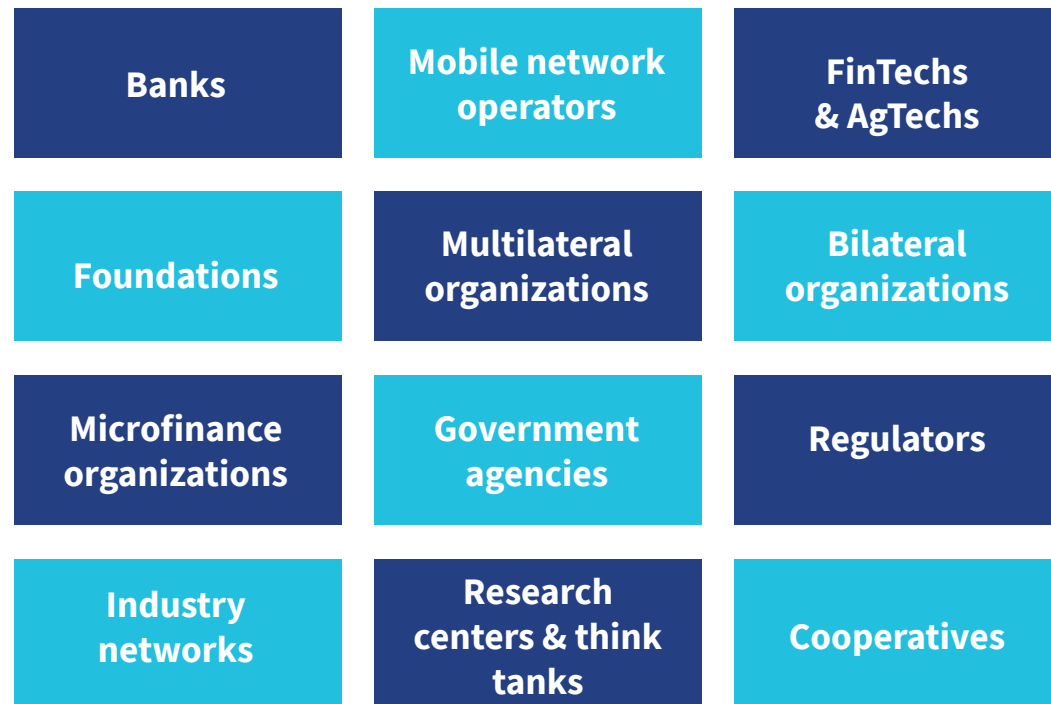 Banks
Mobile network
operators
FinTechs
& AgTechs
Foundations
Multilateral
organizations
Bilateral
organizations
Microfinance
organizations
Government
agencies
Regulators
Industry
networks
Research
centers & think
tanks
Cooperatives